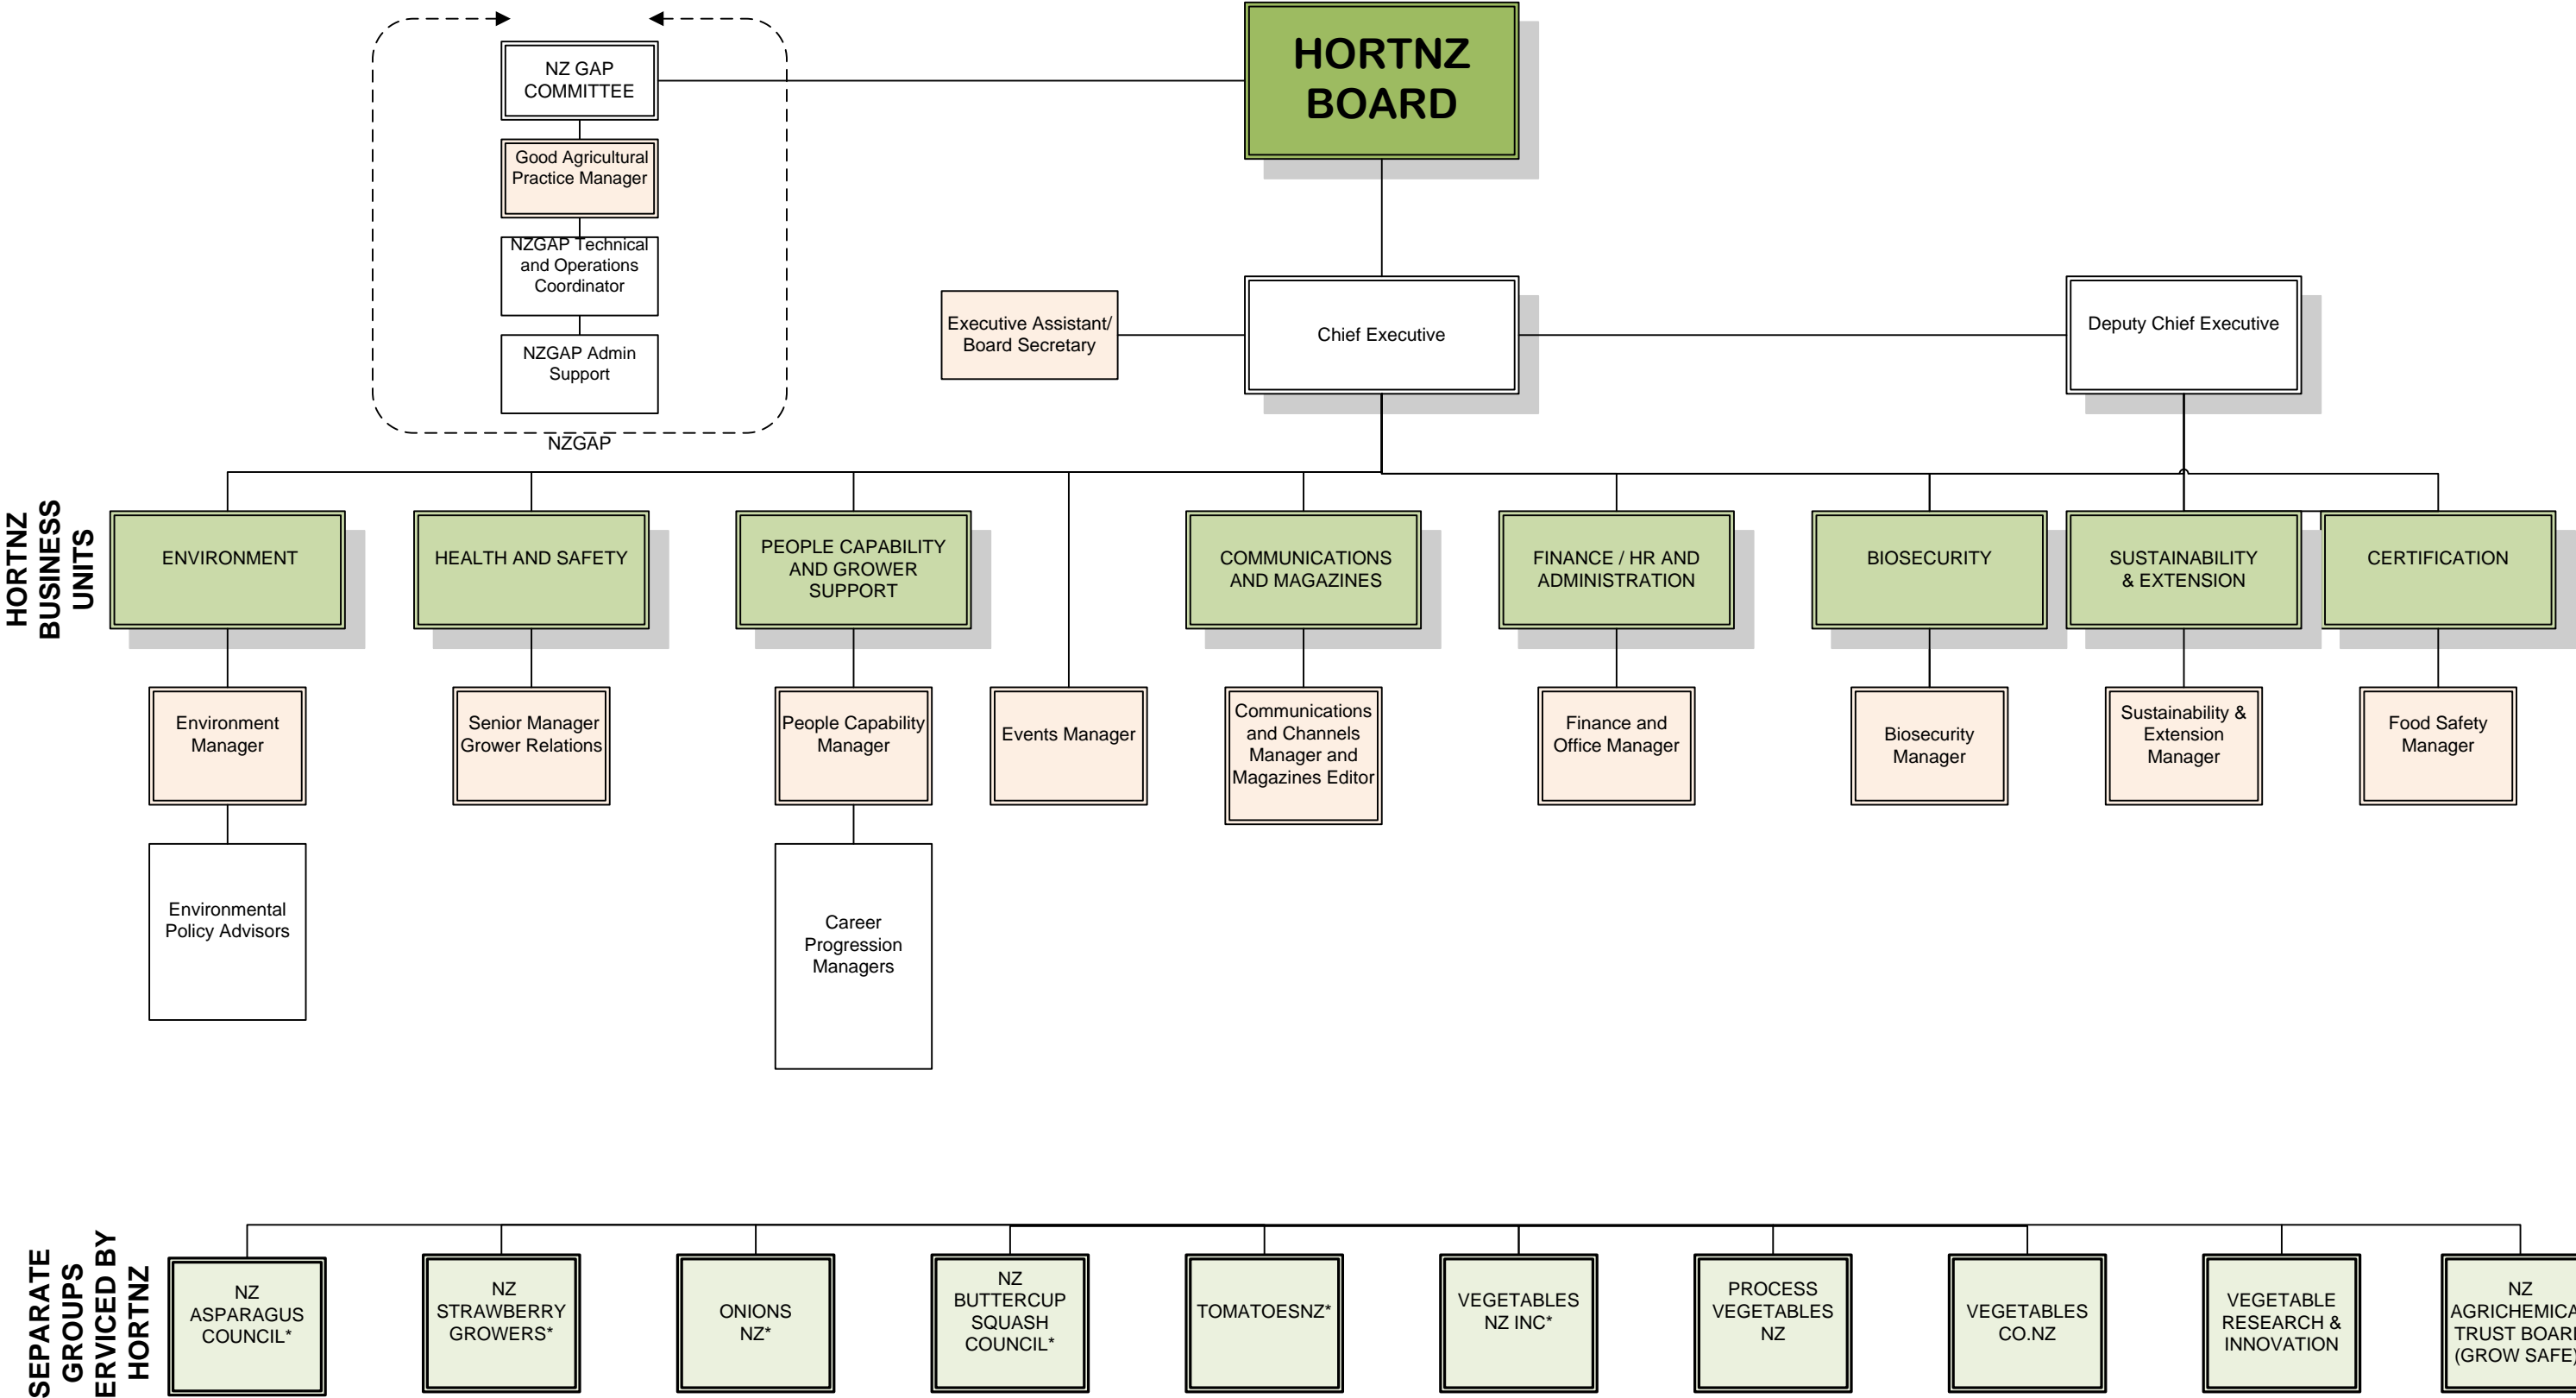 NZ GAP
COMMITTEE
HORTNZ
BOARD
Good Agricultural
Practice Manager
NZGAP Technical
and Operations
Coordinator
NZGAP Admin
Support
NZGAP
Executive Assistant/
Board Secretary
Chief Executive
Deputy Chief Executive
HORTNZ
BUSINESS
UNITS
ENVIRONMENT
HEALTH AND SAFETY
PEOPLE CAPABILITY
AND GROWER
SUPPORT
COMMUNICATIONS
AND MAGAZINES
FINANCE / HR AND
ADMINISTRATION
BIOSECURITY
SUSTAINABILITY
& EXTENSION
CERTIFICATION
Environment
Manager
Senior Manager
Grower Relations
People Capability
Manager
Events Manager
Communications
and Channels
Manager and
Magazines Editor
Finance and
Office Manager
Biosecurity
Manager
Sustainability &
Extension
Manager
Food Safety
Manager
Environmental
Policy Advisors
Career
Progression
Managers
SEPARATE
GROUPS
ERVICED BY
HORTNZ
NZ
ASPARAGUS
COUNCIL*
NZ
STRAWBERRY
GROWERS*
ONIONS
NZ*
NZ
BUTTERCUP
SQUASH
COUNCIL*
TOMATOESNZ*
VEGETABLES
NZ INC*
PROCESS
VEGETABLES
NZ
VEGETABLES
CO.NZ
VEGETABLE
RESEARCH &
INNOVATION
NZ
AGRICHEMICA
TRUST BOARD
(GROW SAFE)